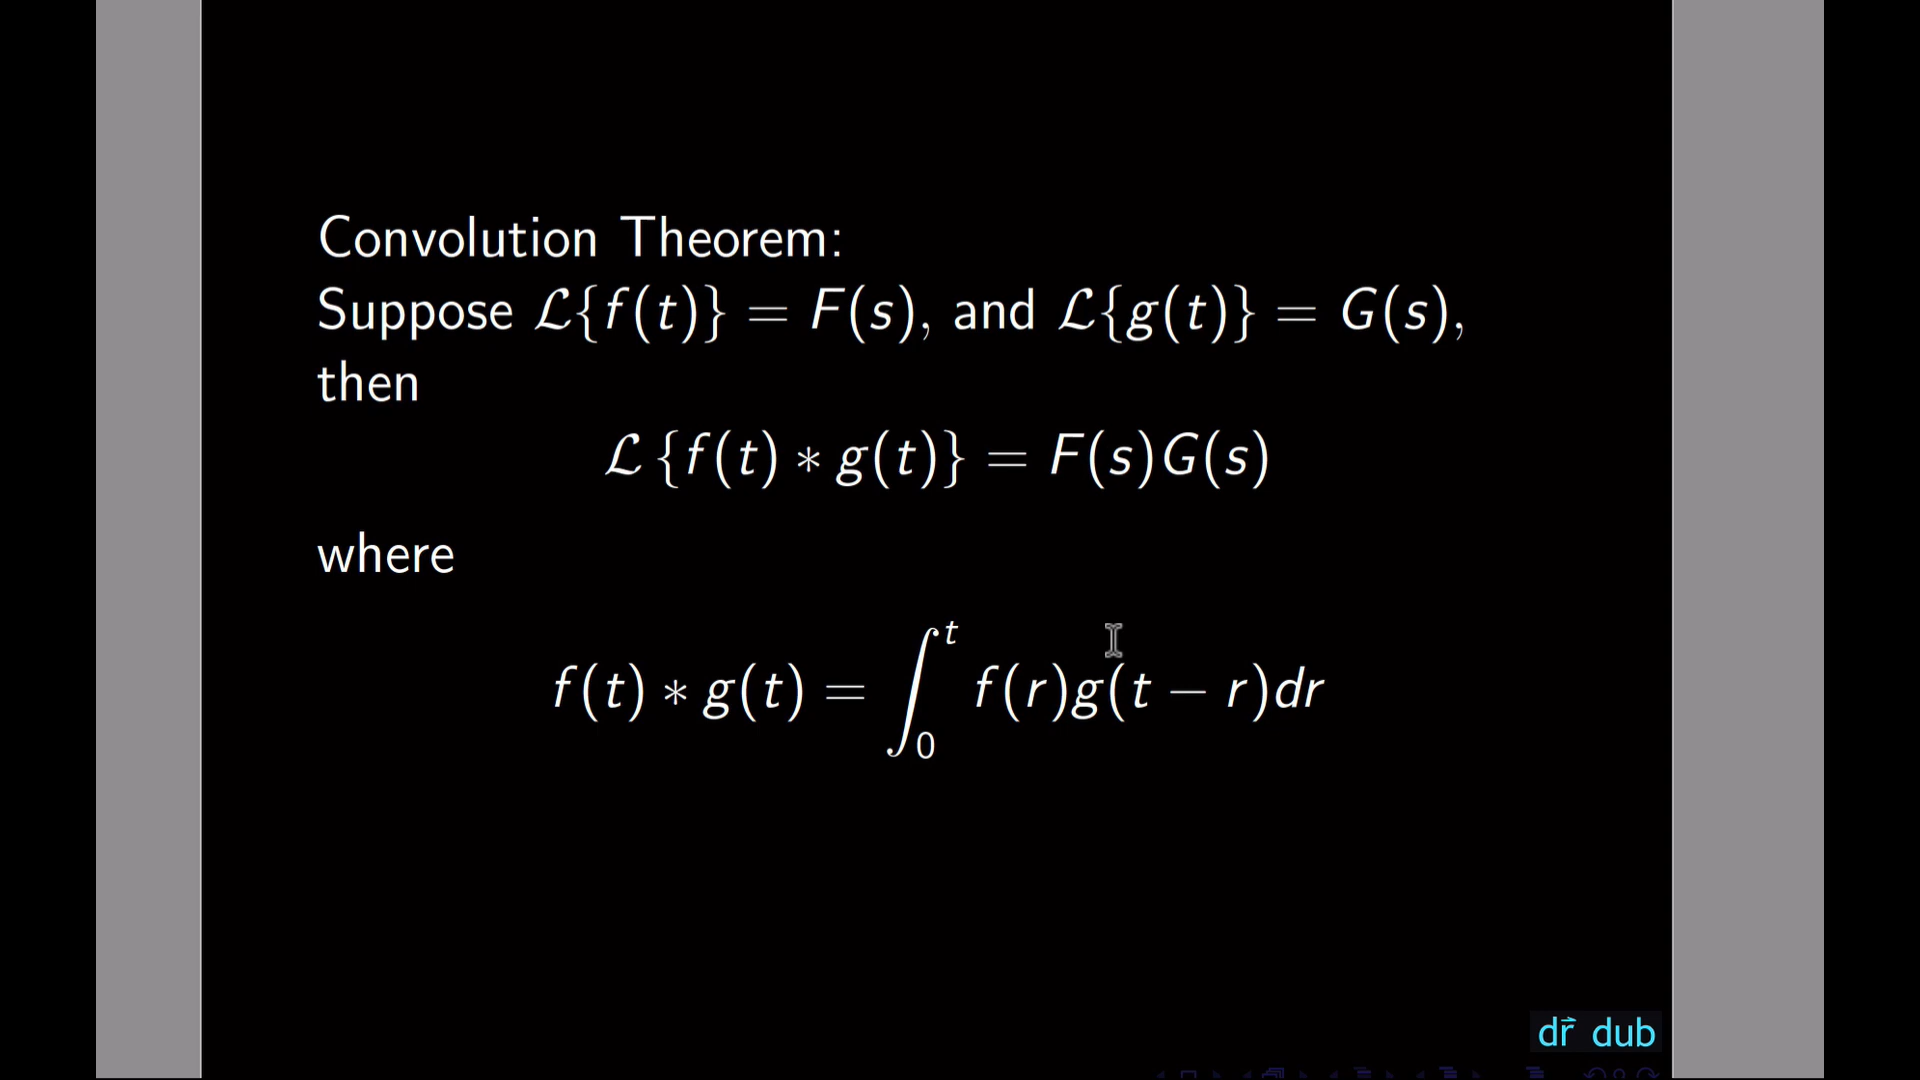 Convolution Theorem:
Suppose ℒ{f(t)} = F(s), and ℒ{g(t)} = G(s),
then
ℒ {f(t) ∗ g(t)} = F(s)G(s)
where
f(t) ∗ g(t) = ∫₀ᵗ f(r)g(t − r)dr
dr⃗ dub